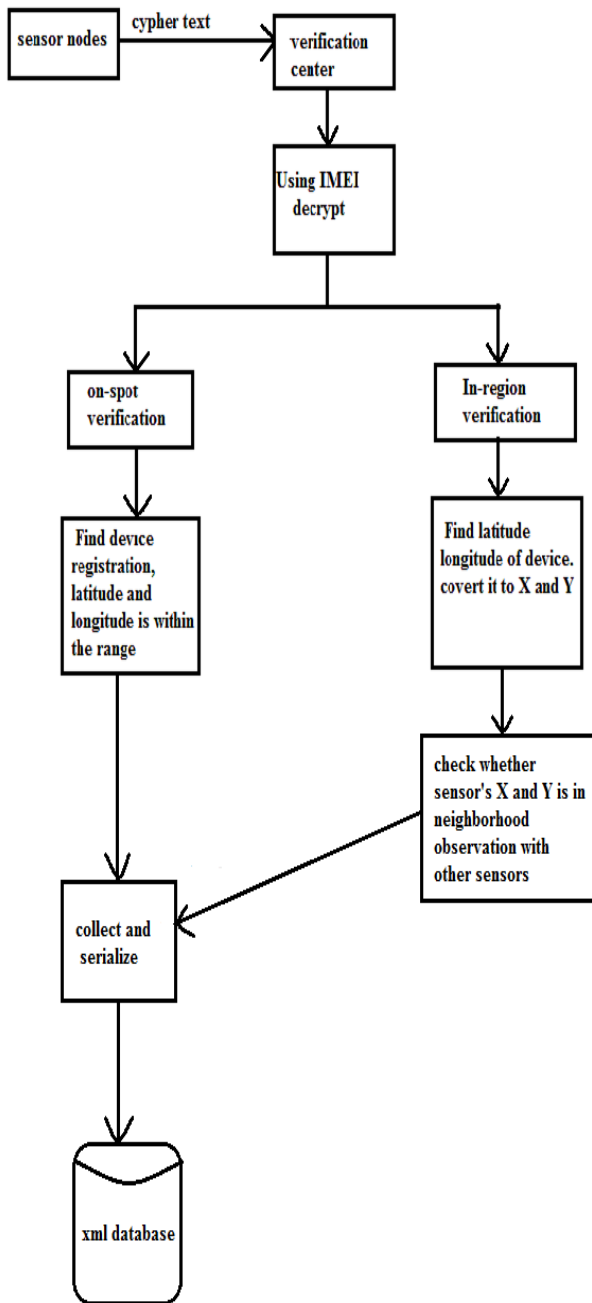 cypher text
sensor nodes
verification
center
Using IMEI
decrypt
on-spot
verification
In-region
verification
Find device
registration,
latitude and
longitude is within
the range
Find latitude
longitude of device.
covert it to X and Y
check whether
sensor's X and Y is in
neighborhood
observation with
other sensors
collect and
serialize
xml database